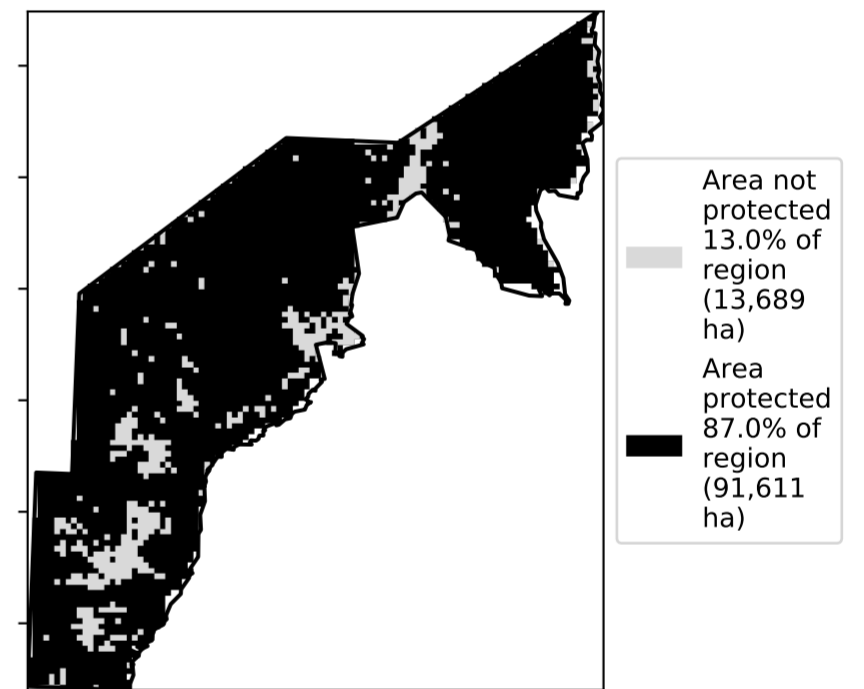 Area not
protected
13.0% of
region
(13,689
ha)
Area
protected
87.0% of
region
(91,611
ha)